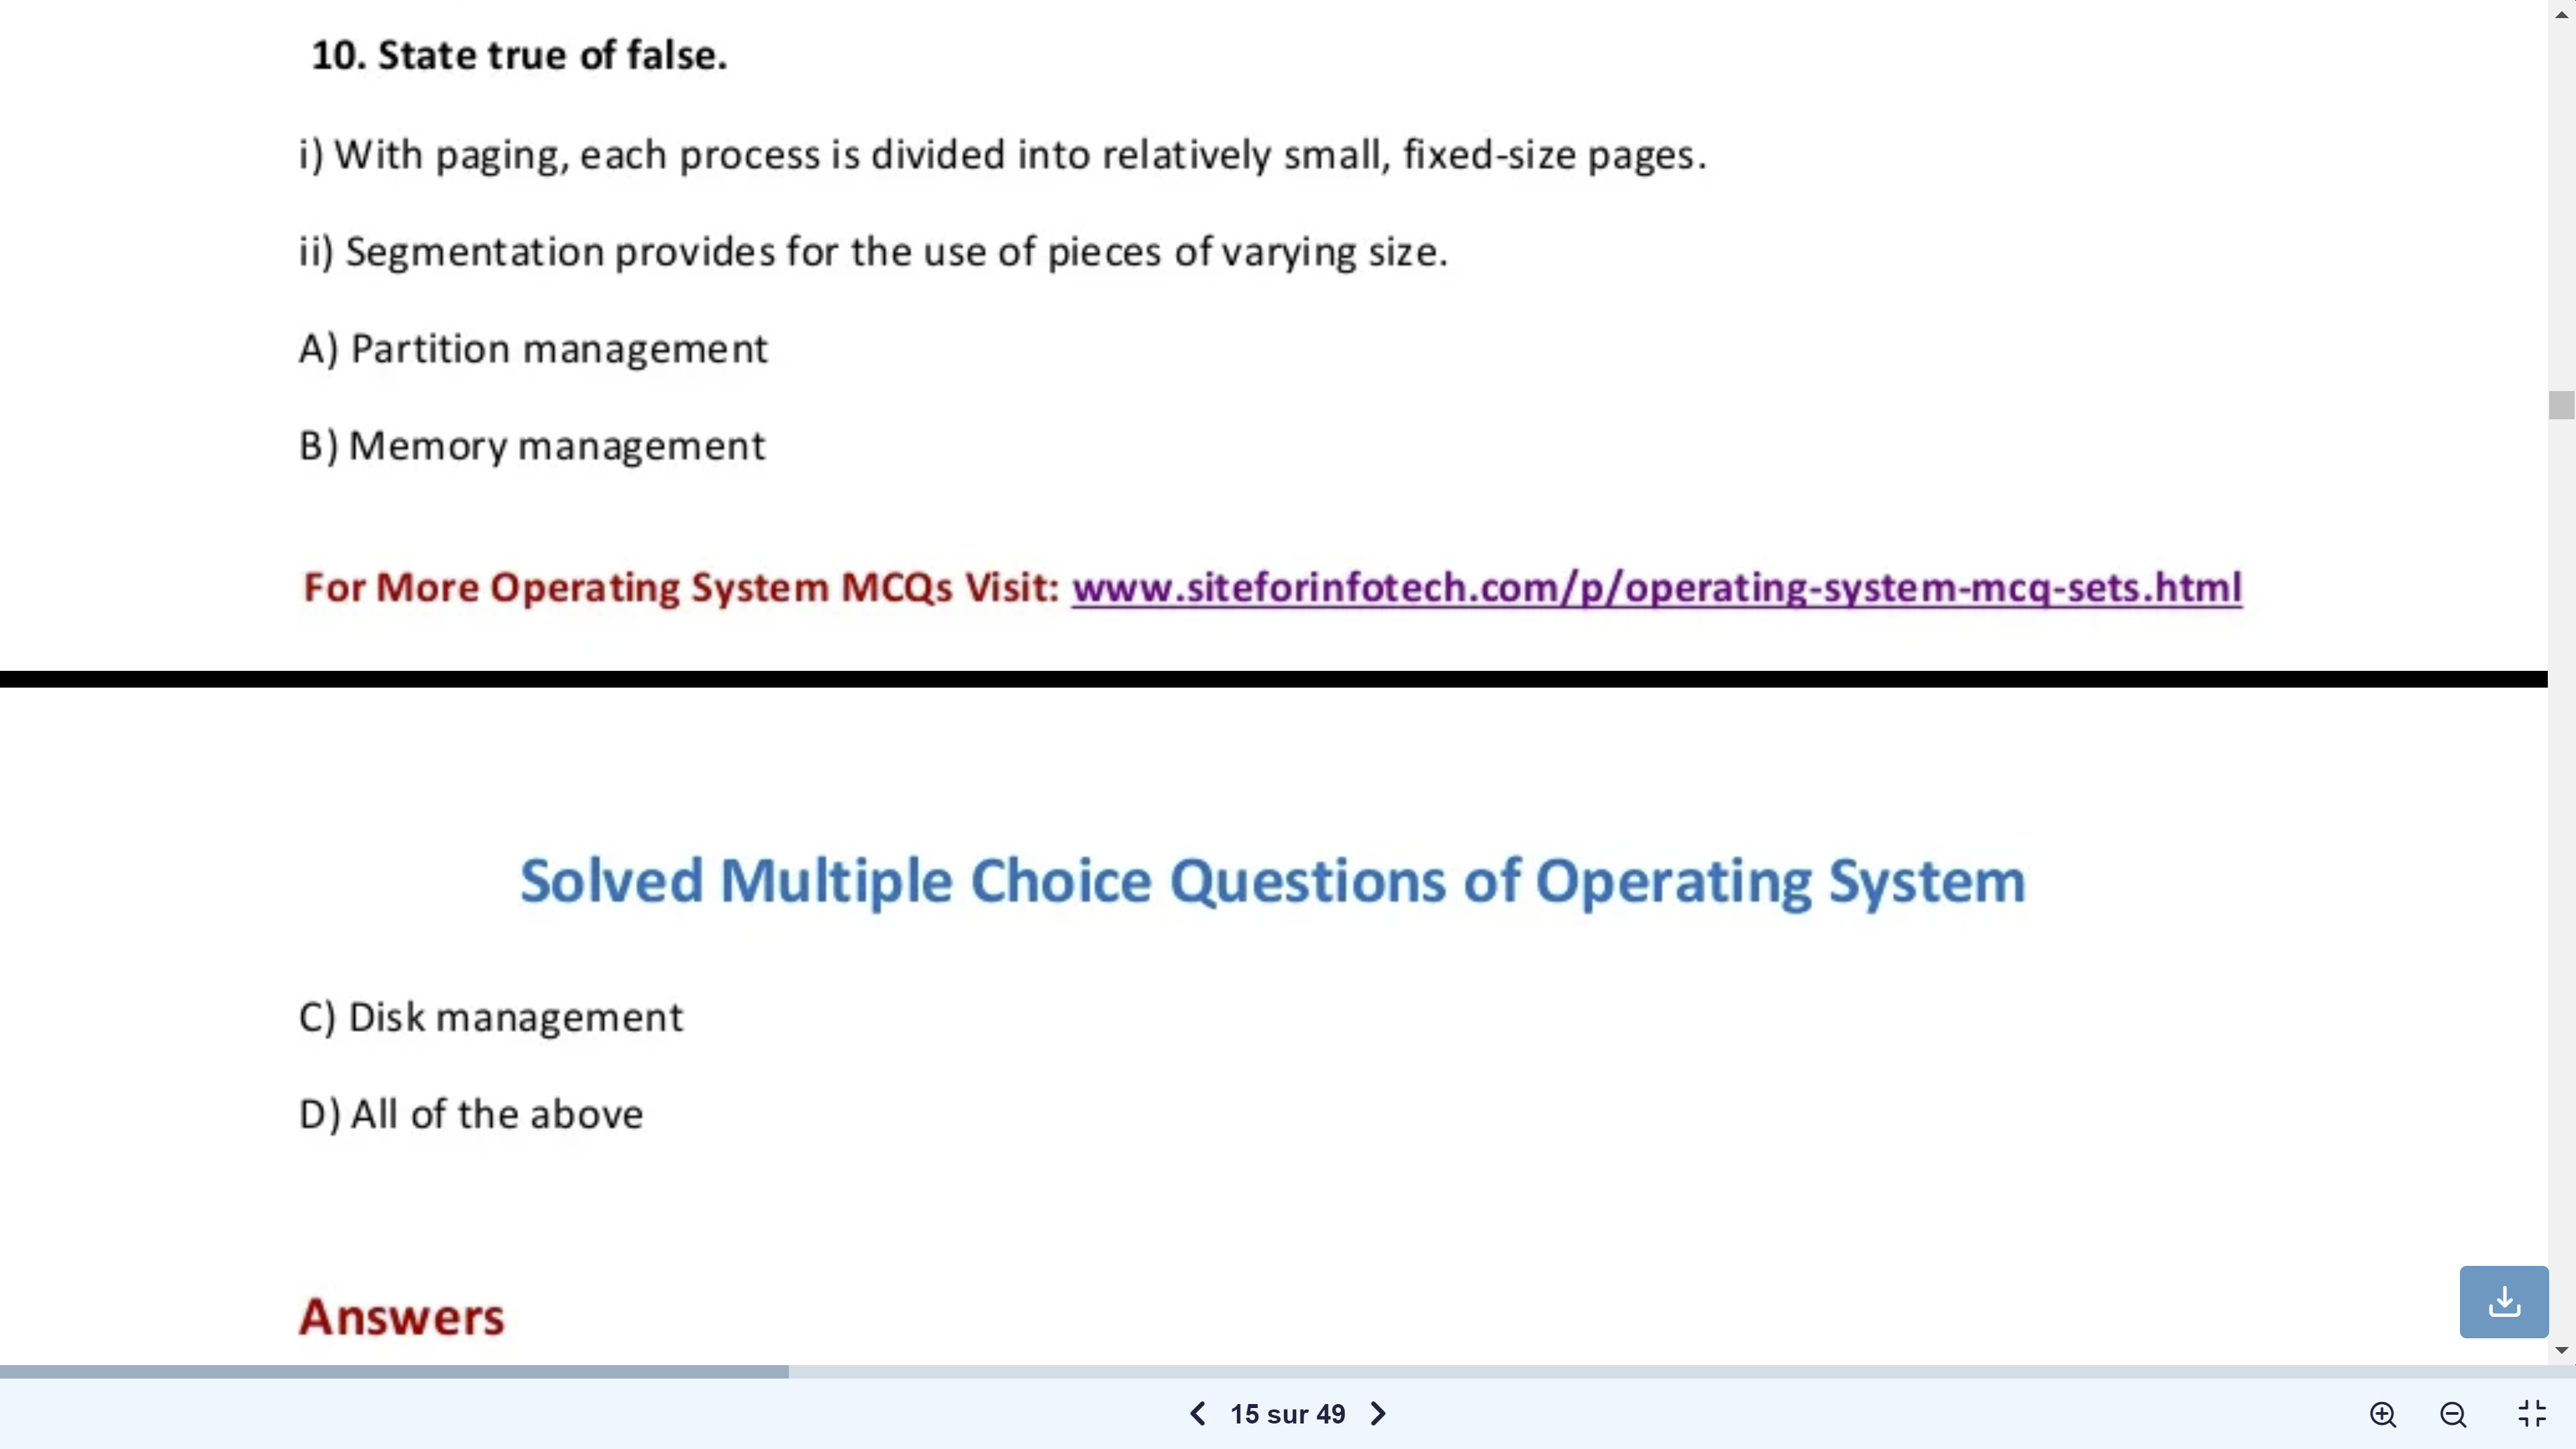 10. State true of false.
i) With paging, each process is divided into relatively small, fixed-size pages.
ii) Segmentation provides for the use of pieces of varying size.
A) Partition management
B) Memory management
For More Operating System MCQs Visit: www.siteforinfotech.com/p/operating-system-mcq-sets.html
Solved Multiple Choice Questions of Operating System
C) Disk management
D) All of the above
Answers
15 sur 49